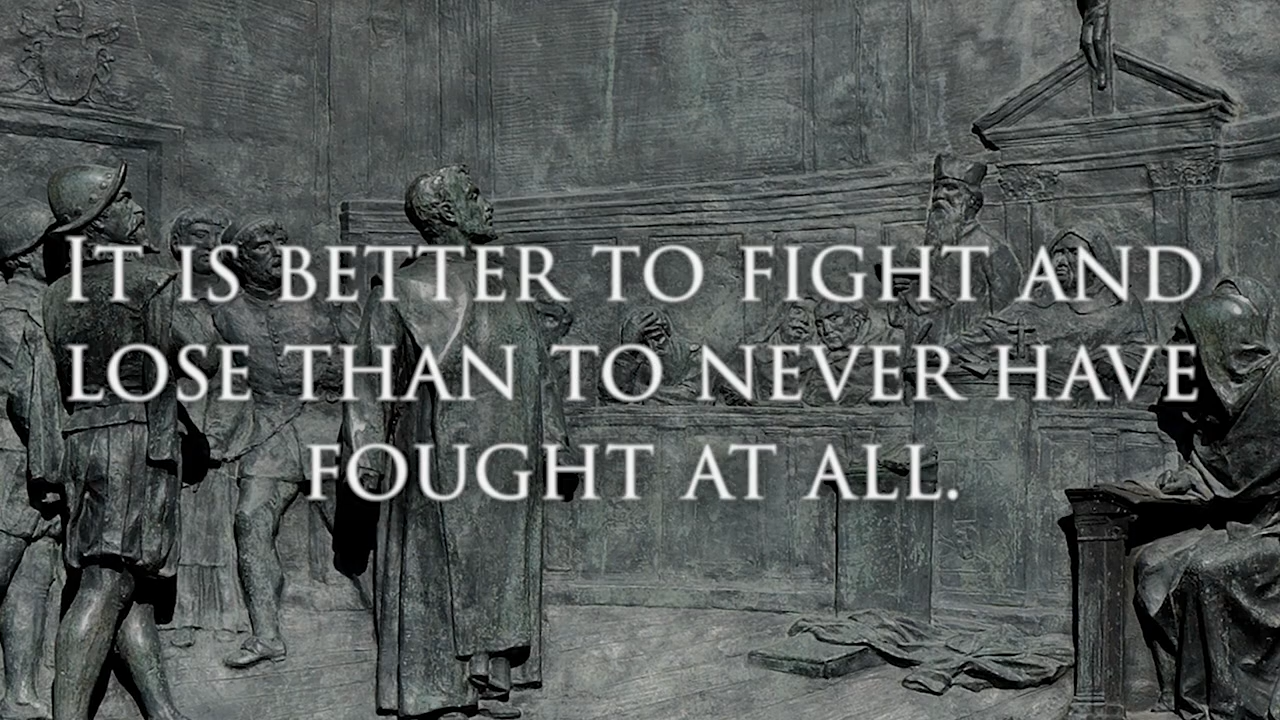 It is better to fight and
lose than to never have
fought at all.